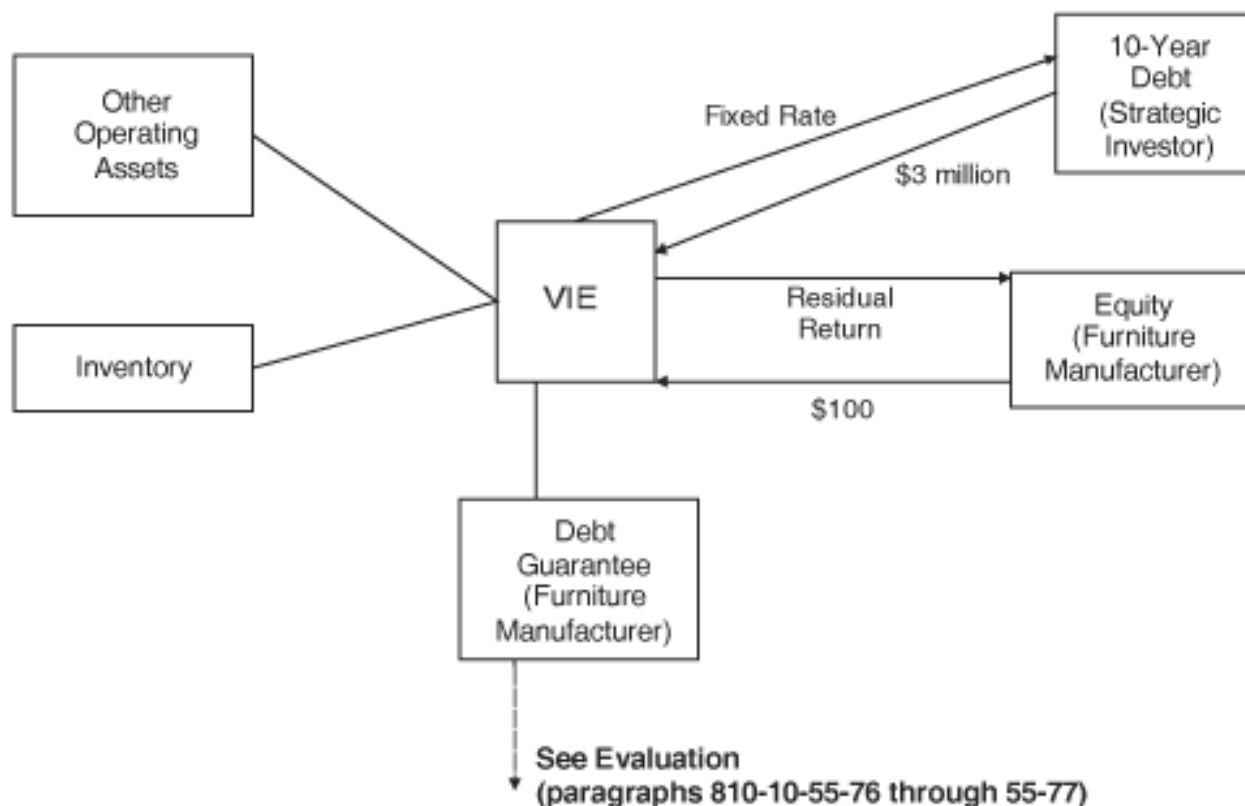 Other
Operating
Assets
Inventory
VIE
Fixed Rate
$3 million
10-Year
Debt
(Strategic
Investor)
Residual
Return
$100
Equity
(Furniture
Manufacturer)
Debt
Guarantee
(Furniture
Manufacturer)
See Evaluation
(paragraphs 810-10-55-76 through 55-77)